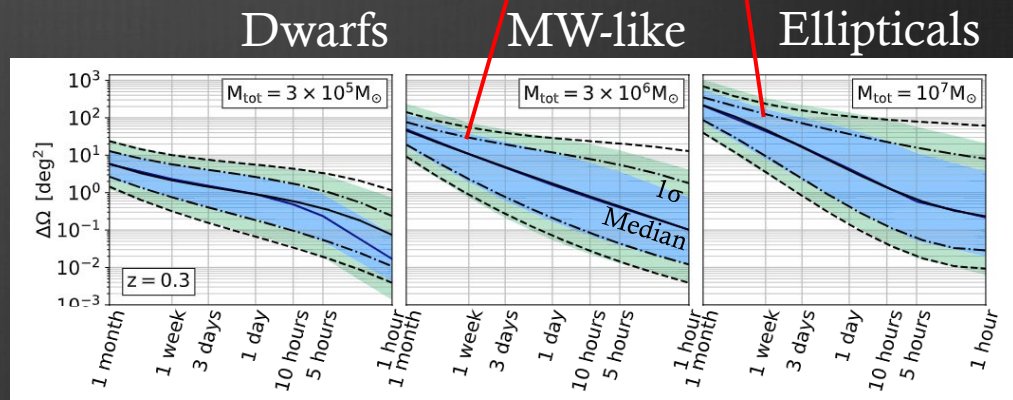 Dwarfs
MW-like
Ellipticals
10³
10²
10¹
10⁰
10⁻¹
10⁻²
10⁻³
ΔΩ [deg²]
M_tot = 3 × 10⁵M_⊙
z = 0.3
M_tot = 3 × 10⁶M_⊙
1σ
Median
M_tot = 10⁷M_⊙
1 month
1 week
3 days
1 day
10 hours
5 hours
1 hour
1 month
1 week
3 days
1 day
10 hours
5 hours
1 hour
1 month
1 week
3 days
1 day
10 hours
5 hours
1 hour